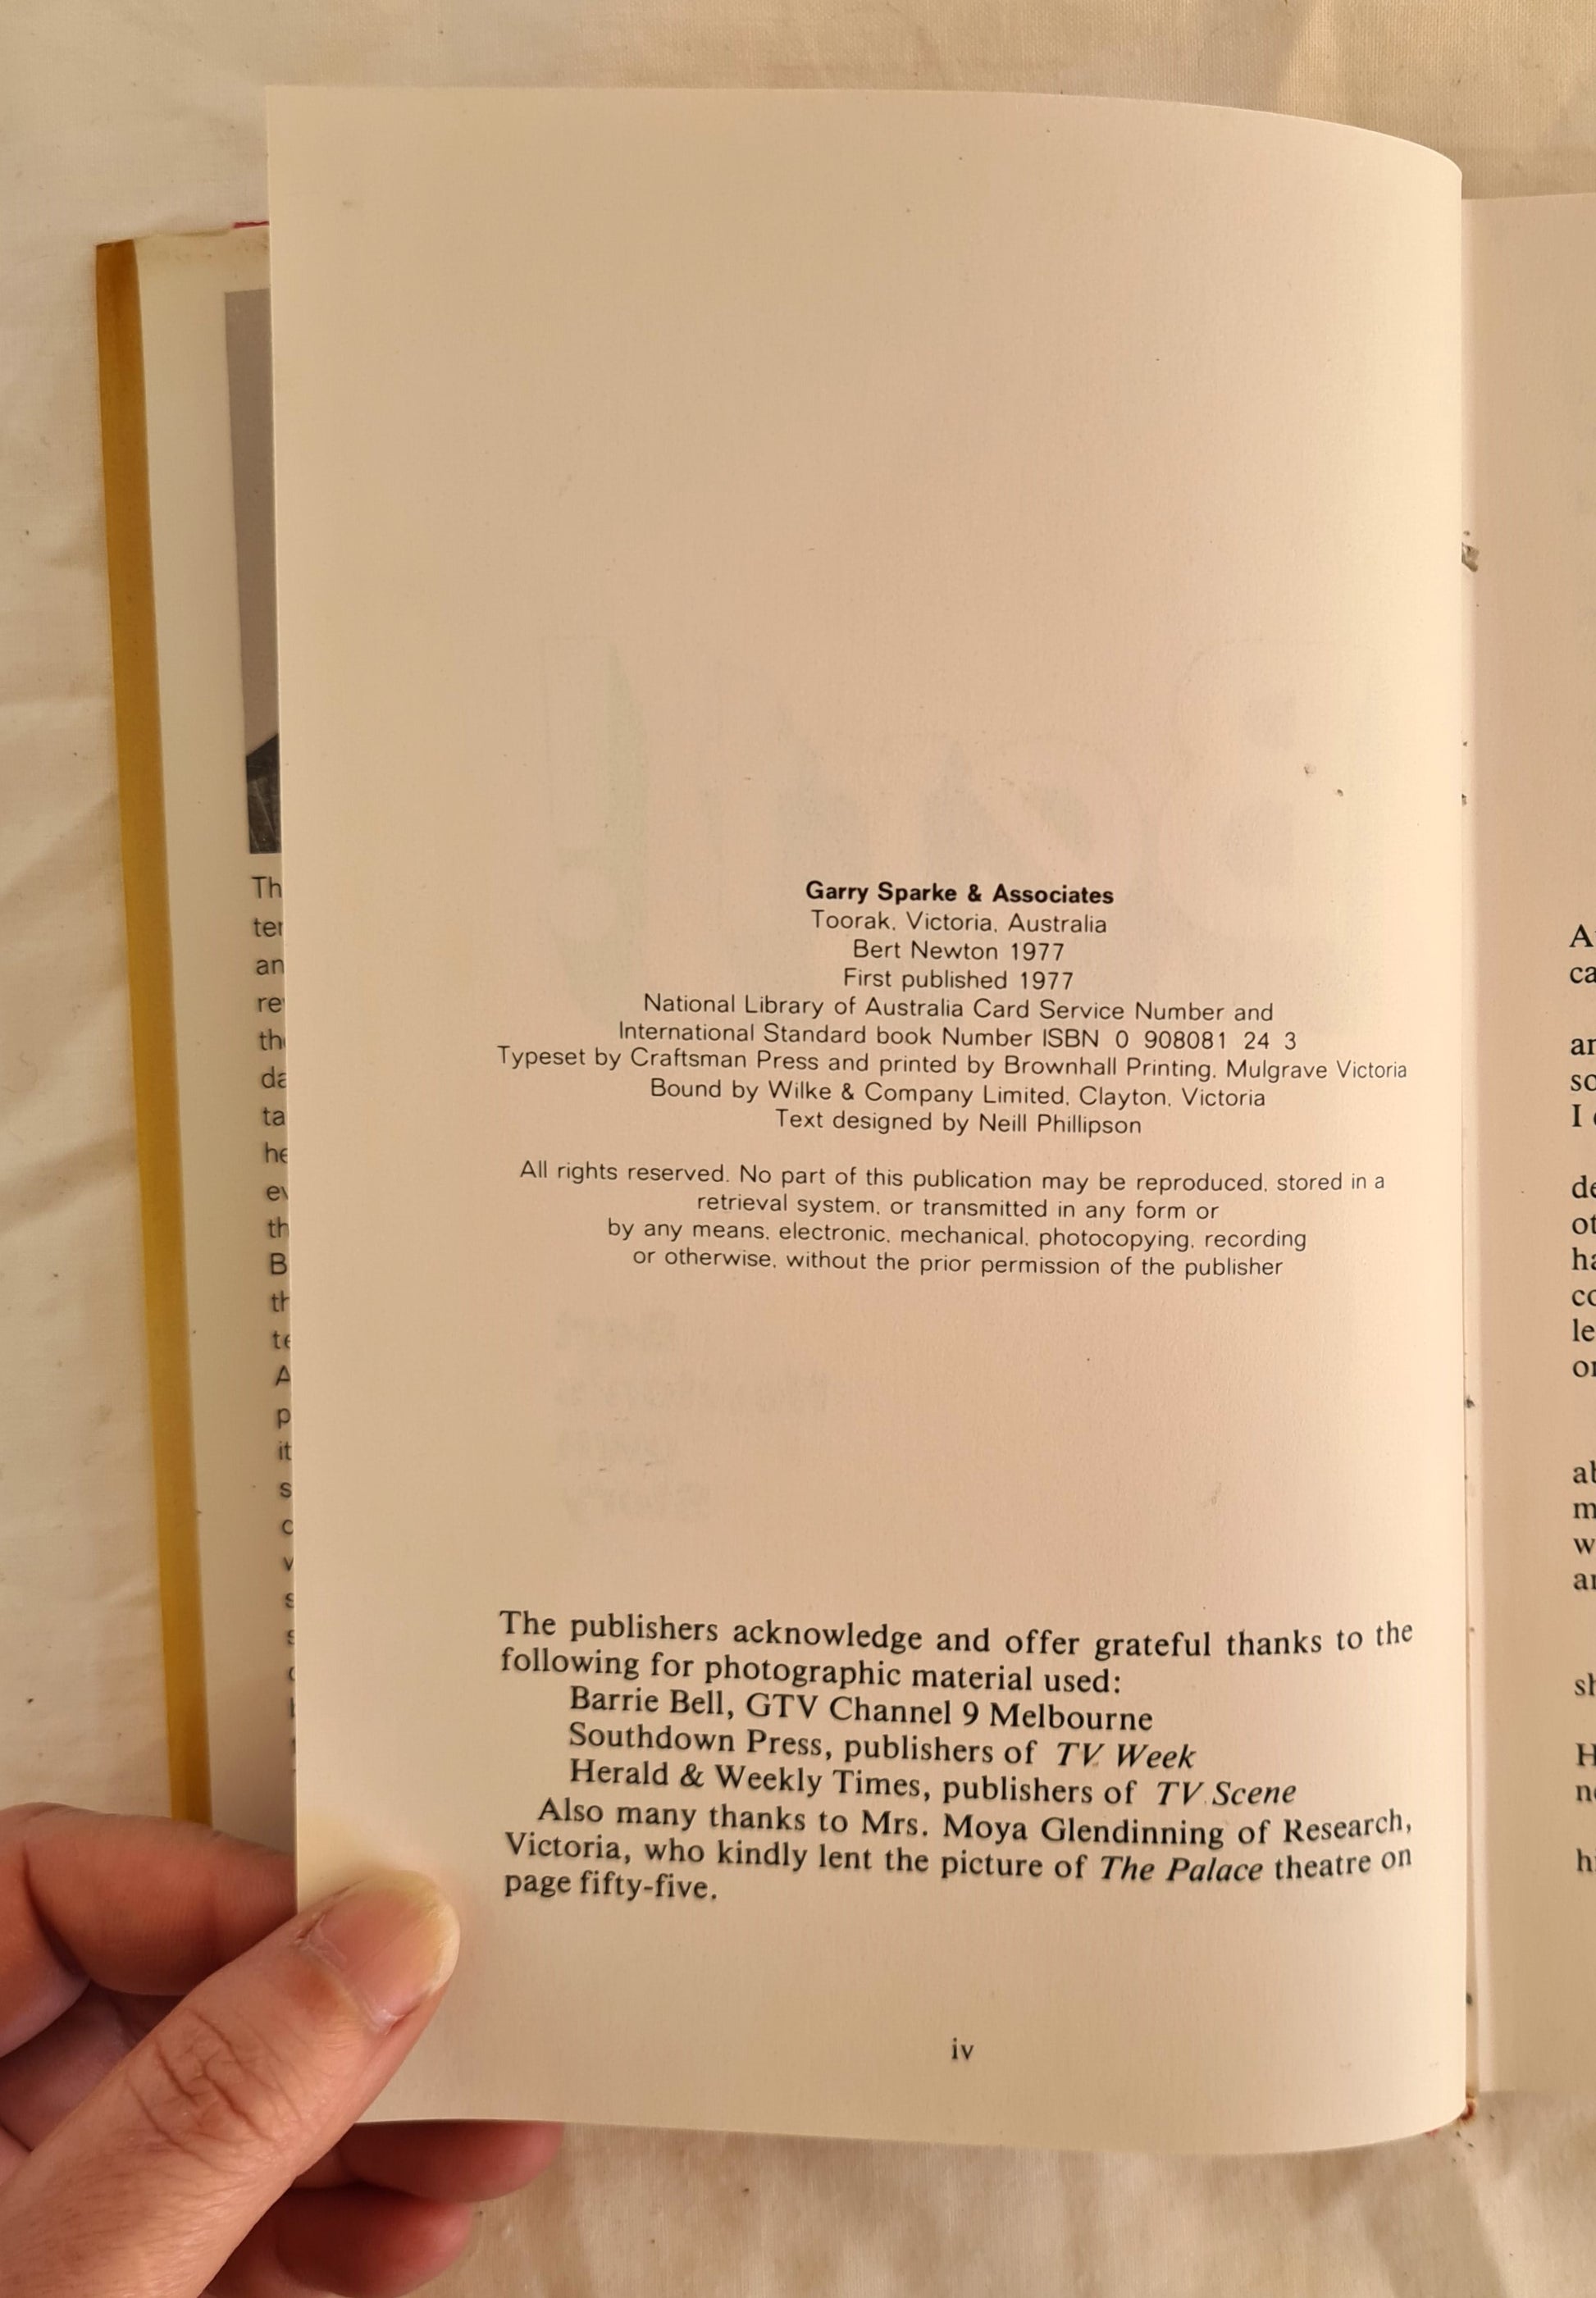 Garry Sparke & Associates
Toorak, Victoria, Australia
Bert Newton 1977
First published 1977
National Library of Australia Card Service Number and
International Standard book Number ISBN 0 908081 24 3
Typeset by Craftsman Press and printed by Brownhall Printing, Mulgrave Victoria
Bound by Wilke & Company Limited, Clayton, Victoria
Text designed by Neill Phillipson
All rights reserved. No part of this publication may be reproduced, stored in a
retrieval system, or transmitted in any form or
by any means, electronic, mechanical, photocopying, recording
or otherwise, without the prior permission of the publisher
The publishers acknowledge and offer grateful thanks to the
following for photographic material used:
Barrie Bell, GTV Channel 9 Melbourne
Southdown Press, publishers of TV Week
Herald & Weekly Times, publishers of TV Scene
Also many thanks to Mrs. Moya Glendinning of Research,
Victoria, who kindly lent the picture of The Palace theatre on
page fifty-five.
iv